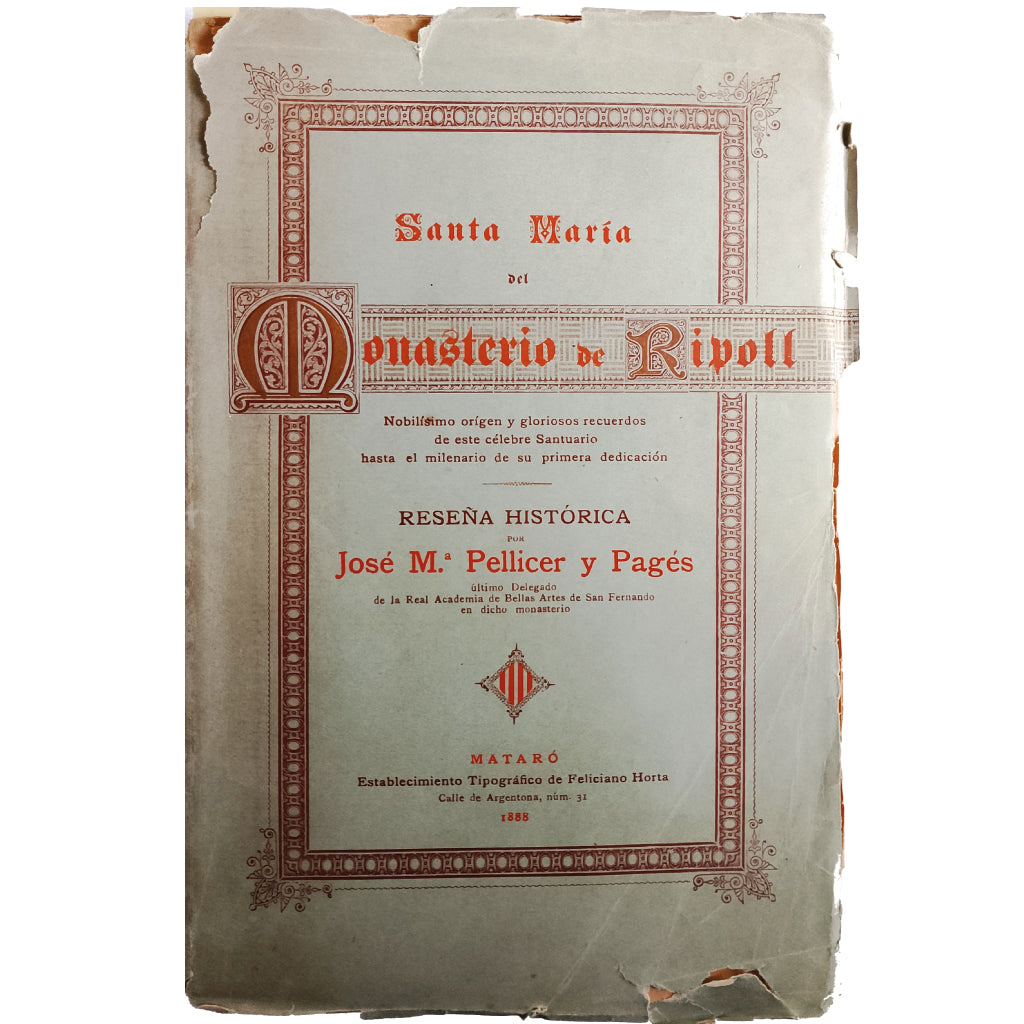 Santa María
del
Monasterio de Ripoll
Nobilísimo orígen y gloriosos recuerdos
de este célebre Santuario
hasta el milenario de su primera dedicación
RESEÑA HISTÓRICA
POR
José M.ª Pellicer y Pagés
último Delegado
de la Real Academia de Bellas Artes de San Fernando
en dicho monasterio
MATARÓ
Establecimiento Tipográfico de Feliciano Horta
Calle de Argentona, núm. 31
1888